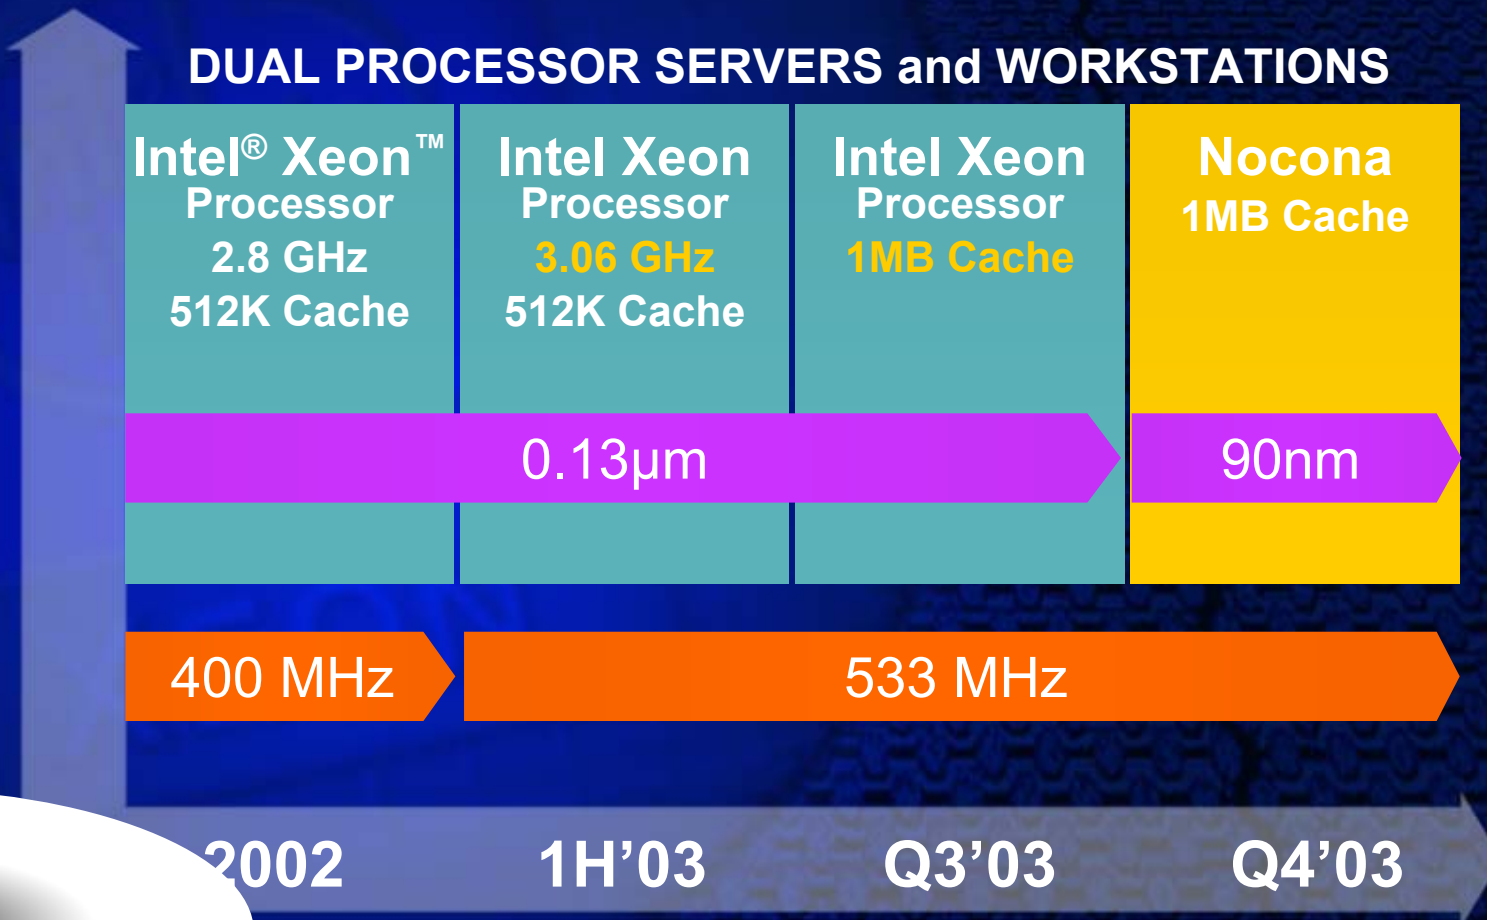 DUAL PROCESSOR SERVERS and WORKSTATIONS
Intel® Xeon™
Processor
2.8 GHz
512K Cache
Intel Xeon
Processor
3.06 GHz
512K Cache
Intel Xeon
Processor
1MB Cache
Nocona
1MB Cache
0.13µm
90nm
400 MHz
533 MHz
2002
1H’03
Q3’03
Q4’03